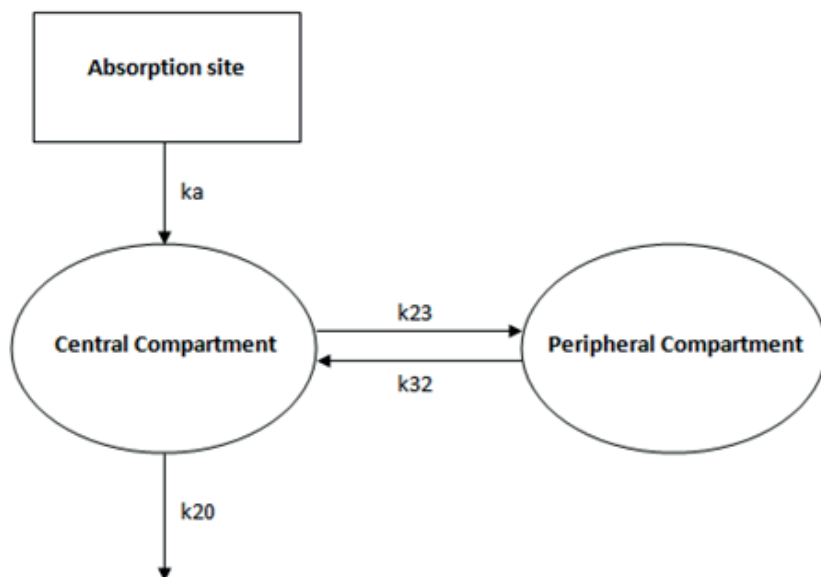 Absorption site
ka
k23
Central Compartment
Peripheral Compartment
k32
k20